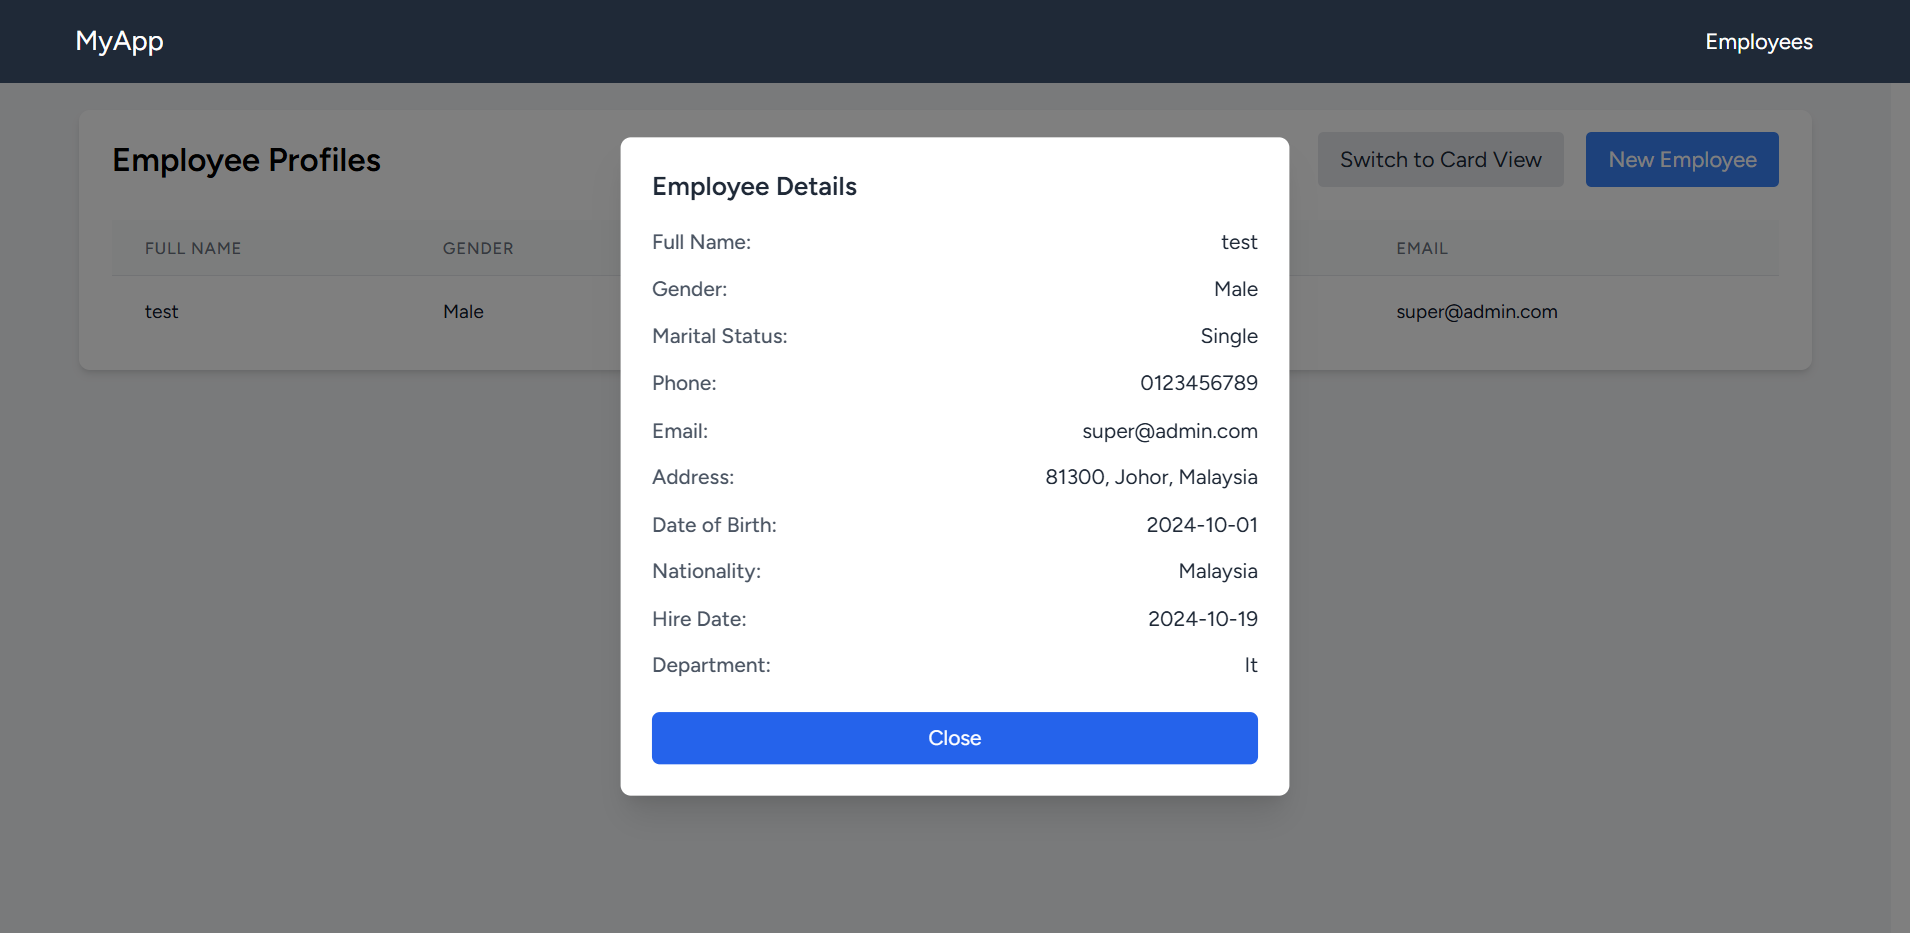 MyApp
Employees
Employee Profiles
Switch to Card View
New Employee
FULL NAME
GENDER
EMAIL
test
Male
super@admin.com
Employee Details
Full Name: test
Gender: Male
Marital Status: Single
Phone: 0123456789
Email: super@admin.com
Address: 81300, Johor, Malaysia
Date of Birth: 2024-10-01
Nationality: Malaysia
Hire Date: 2024-10-19
Department: It
Close